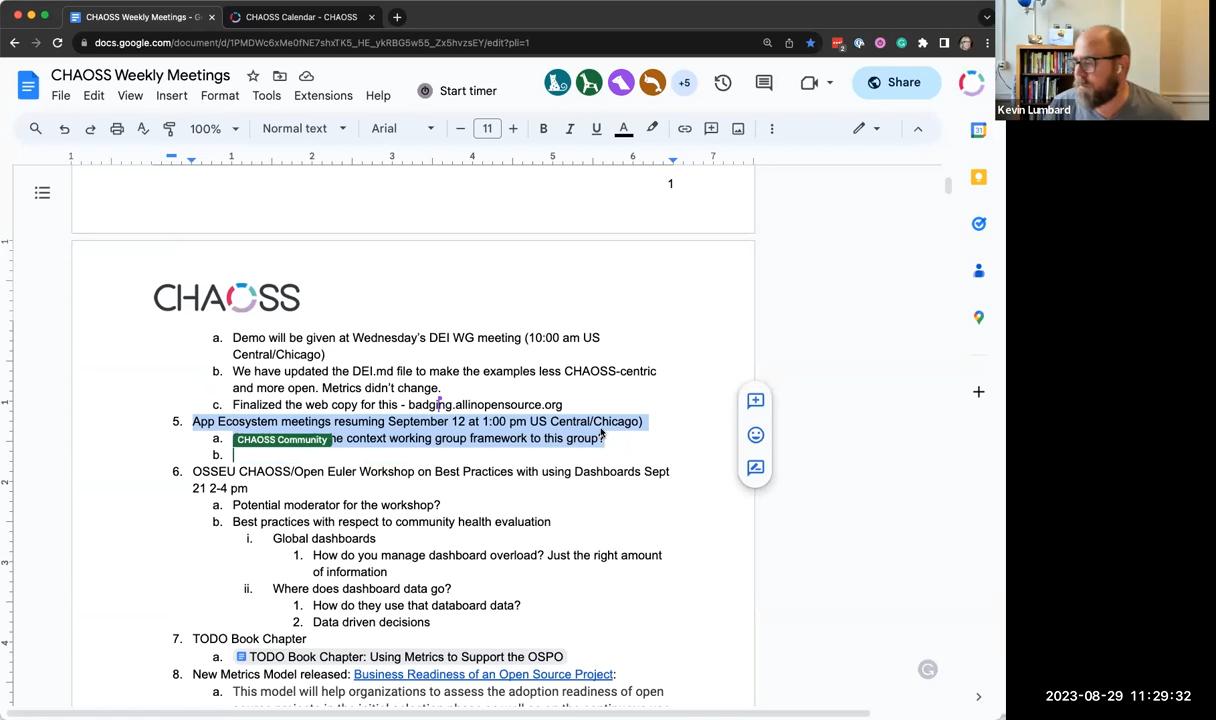 CHAOSS Weekly Meetings - G
CHAOSS Calendar - CHAOSS
docs.google.com/document/d/1PMDWc6xMe0fNE7shxTK5_HE_ykRBG5w55_Zx5hvzsEY/edit?pli=1
Kevin Lumbard
CHAOSS Weekly Meetings
File Edit View Insert Format Tools Extensions Help
Start timer
+5
Share
100% Normal text Arial 11
1 1 2 3 4 5 6 7
1
CHAOSS
a. Demo will be given at Wednesday's DEI WG meeting (10:00 am US
Central/Chicago)
b. We have updated the DEI.md file to make the examples less CHAOSS-centric
and more open. Metrics didn't change.
c. Finalized the web copy for this - badging.allinopensource.org
5. App Ecosystem meetings resuming September 12 at 1:00 pm US Central/Chicago)
a. CHAOSS Community context working group framework to this group?
b.
6. OSSEU CHAOSS/Open Euler Workshop on Best Practices with using Dashboards Sept
21 2-4 pm
a. Potential moderator for the workshop?
b. Best practices with respect to community health evaluation
i. Global dashboards
1. How do you manage dashboard overload? Just the right amount
of information
ii. Where does dashboard data go?
1. How do they use that databoard data?
2. Data driven decisions
7. TODO Book Chapter
a. TODO Book Chapter: Using Metrics to Support the OSPO
8. New Metrics Model released: Business Readiness of an Open Source Project:
a. This model will help organizations to assess the adoption readiness of open
2023-08-29 11:29:32